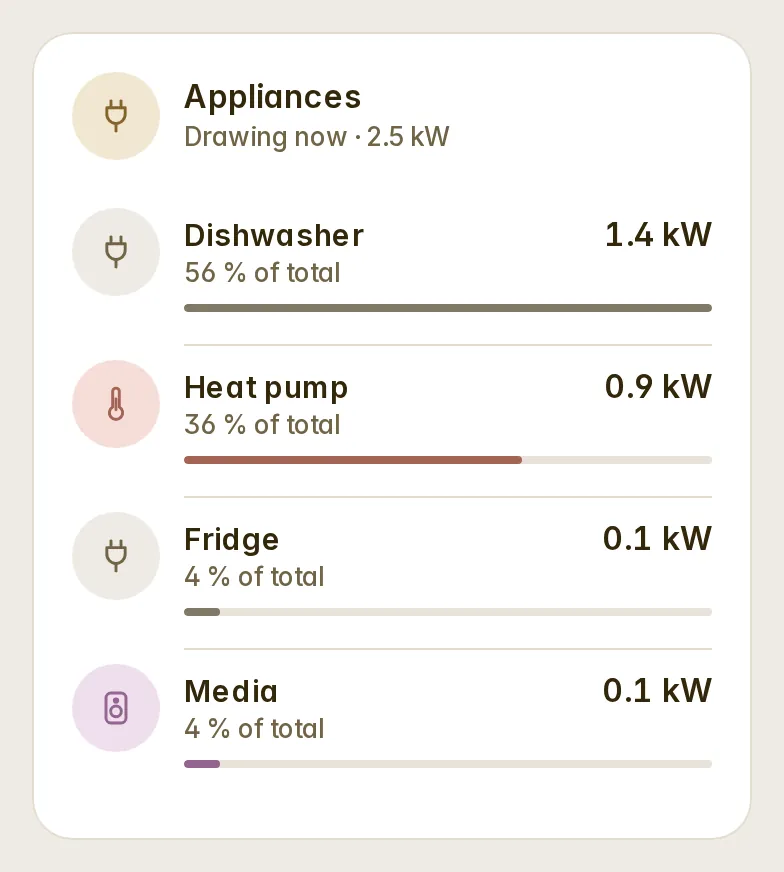 Appliances
Drawing now · 2.5 kW
Dishwasher 1.4 kW
56 % of total
Heat pump 0.9 kW
36 % of total
Fridge 0.1 kW
4 % of total
Media 0.1 kW
4 % of total